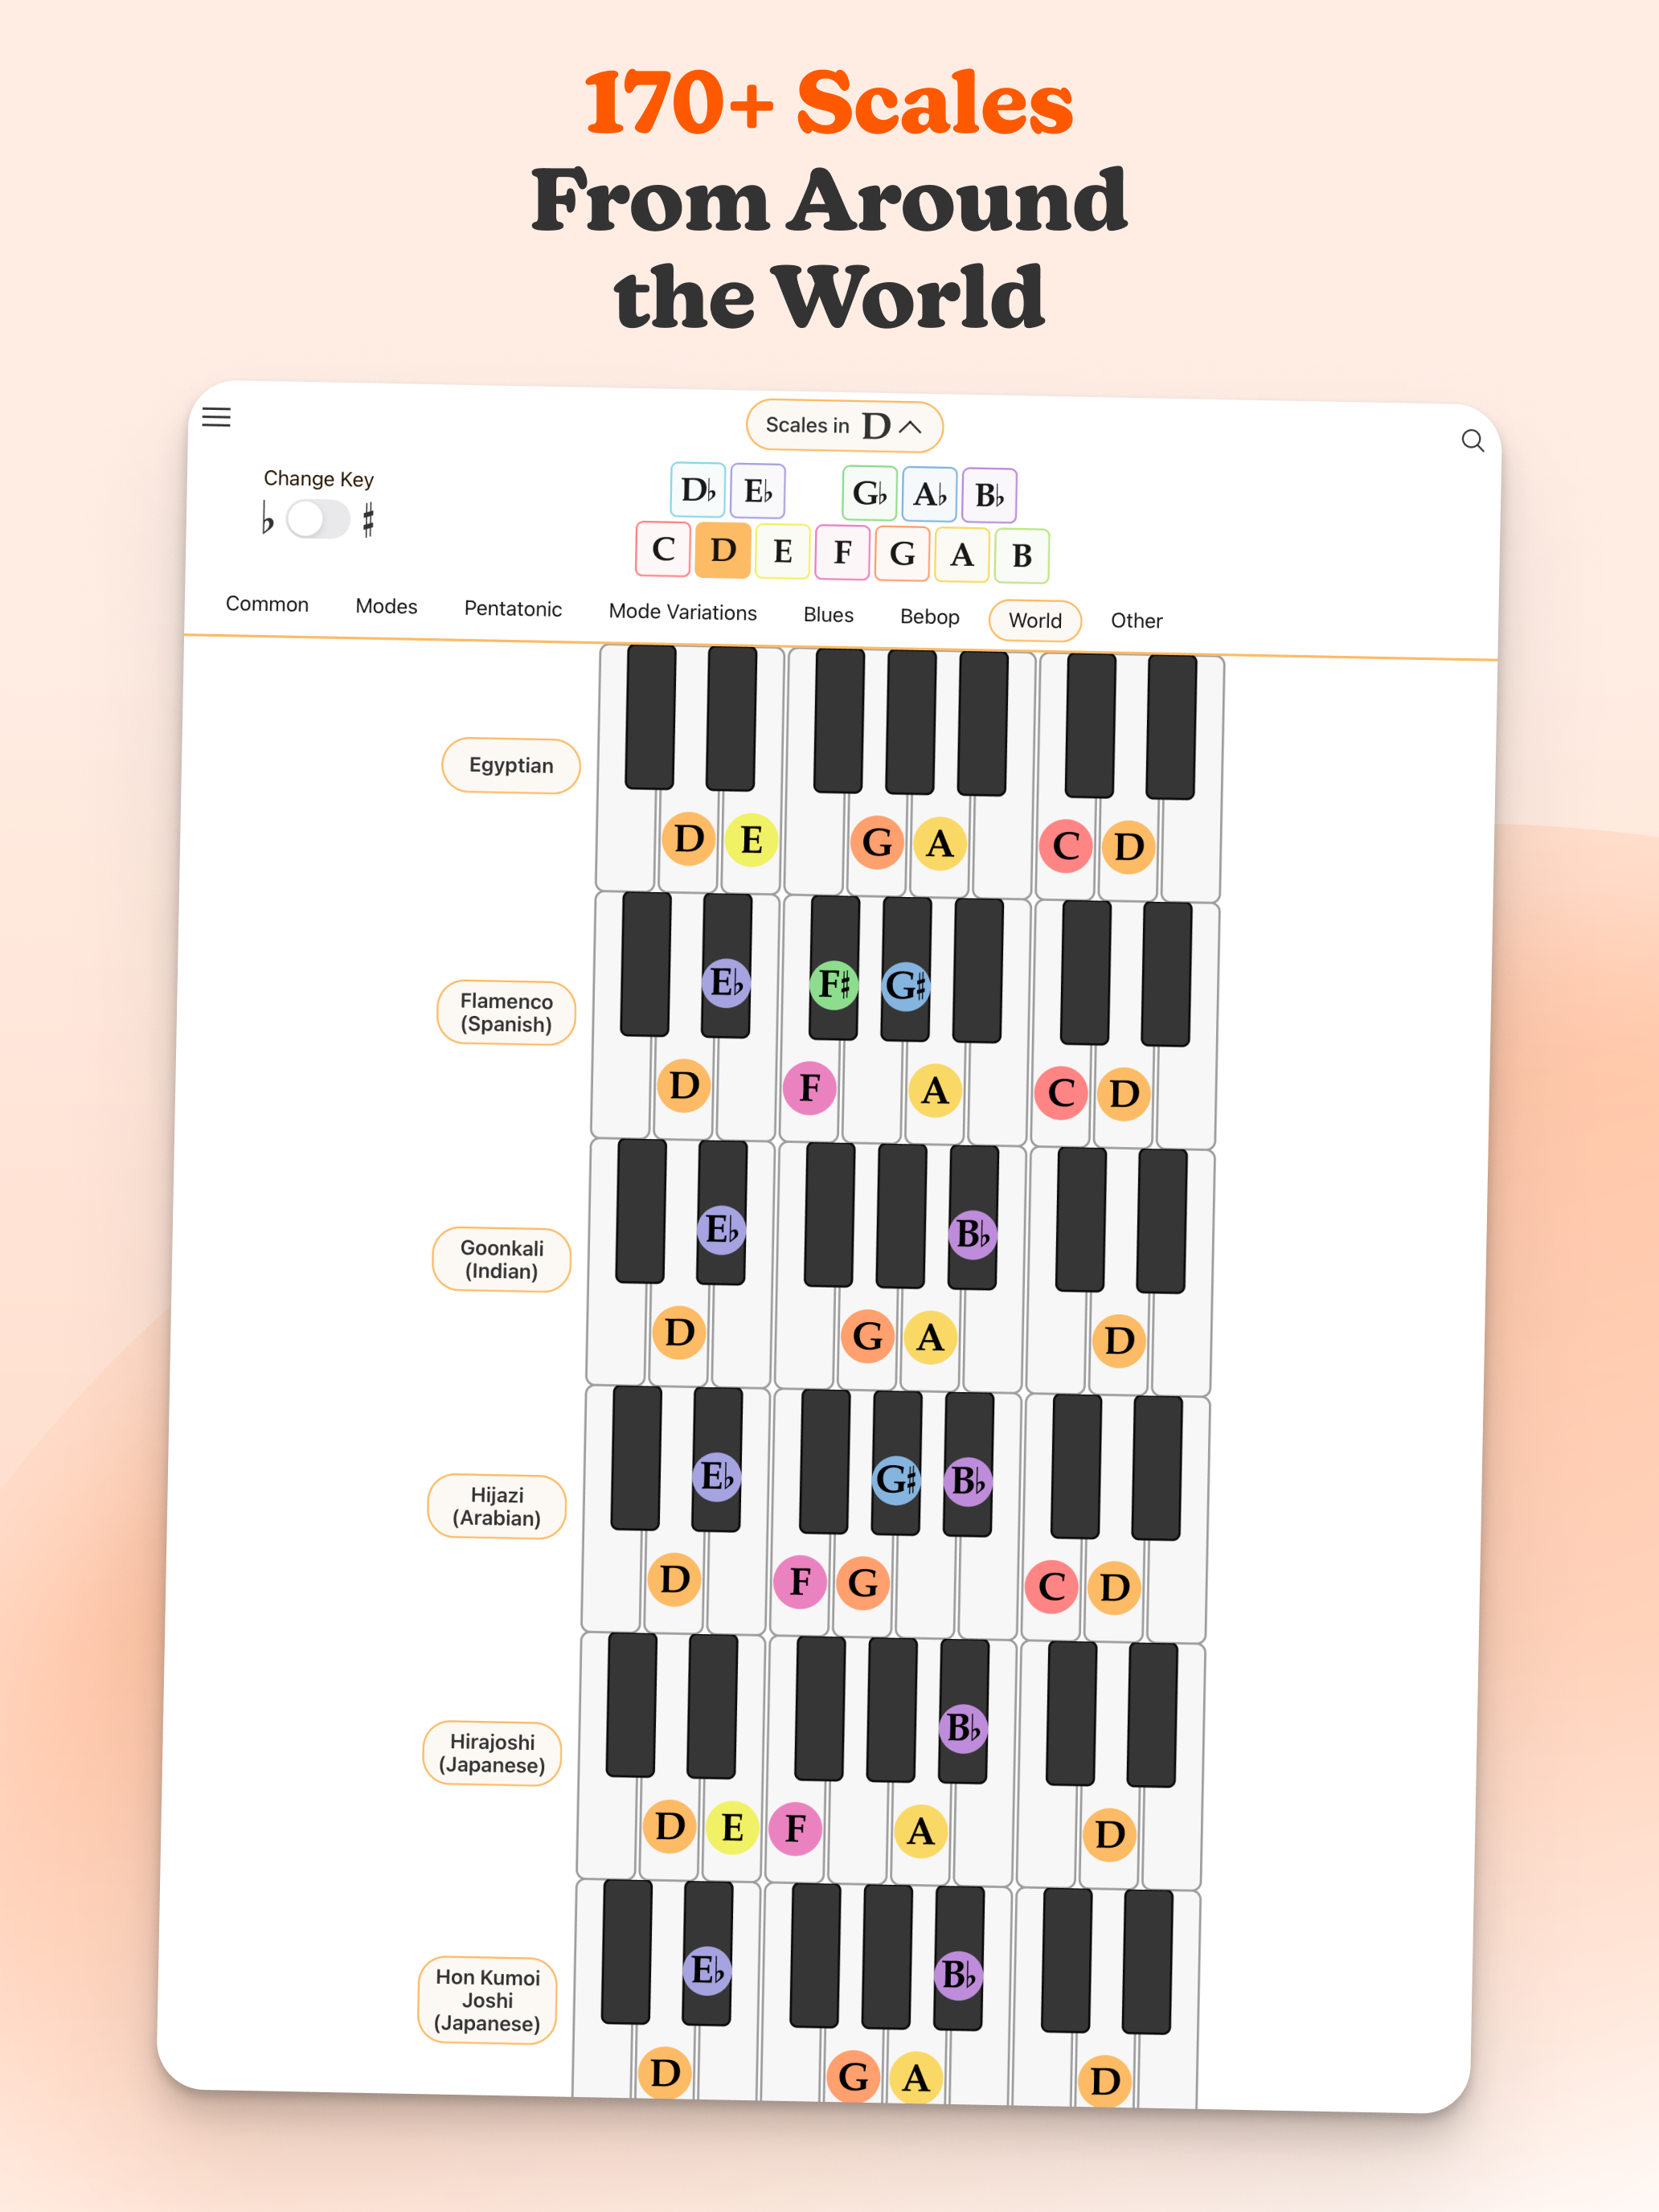 170+ Scales
From Around
the World
Scales in D
Change Key
♭ ♯
D♭ E♭ G♭ A♭ B♭
C D E F G A B
Common Modes Pentatonic Mode Variations Blues Bebop World Other
Egyptian
D E G A C D
Flamenco
(Spanish)
E♭ F♯ G♯
D F A C D
Goonkali
(Indian)
E♭ B♭
D G A D
Hijazi
(Arabian)
E♭ G♯ B♭
D F G C D
Hirajoshi
(Japanese)
B♭
D E F A D
Hon Kumoi
Joshi
(Japanese)
E♭ B♭
D G A D